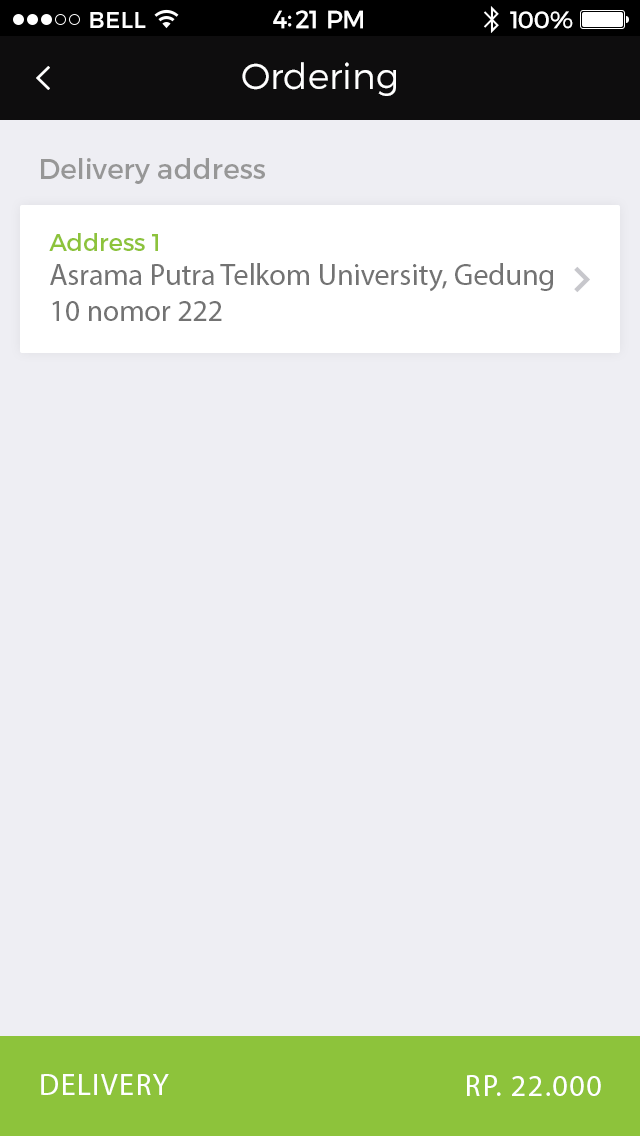 BELL 4:21 PM 100%
Ordering
Delivery address
Address 1
Asrama Putra Telkom University, Gedung
10 nomor 222
DELIVERY RP. 22.000